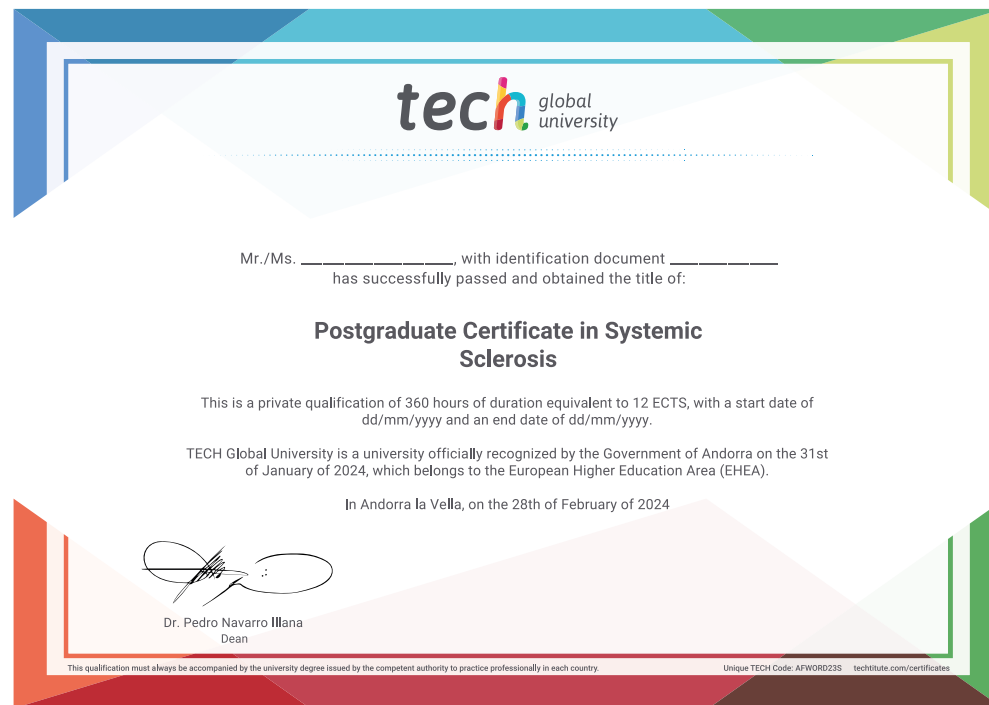 tech global
university
Mr./Ms. ______________, with identification document __________
has successfully passed and obtained the title of:
Postgraduate Certificate in Systemic
Sclerosis
This is a private qualification of 360 hours of duration equivalent to 12 ECTS, with a start date of
dd/mm/yyyy and an end date of dd/mm/yyyy.
TECH Global University is a university officially recognized by the Government of Andorra on the 31st
of January of 2024, which belongs to the European Higher Education Area (EHEA).
In Andorra la Vella, on the 28th of February of 2024
Dr. Pedro Navarro Illana
Dean
This qualification must always be accompanied by the university degree issued by the competent authority to practice professionally in each country. Unique TECH Code: AFWORD23S techtitute.com/certificates